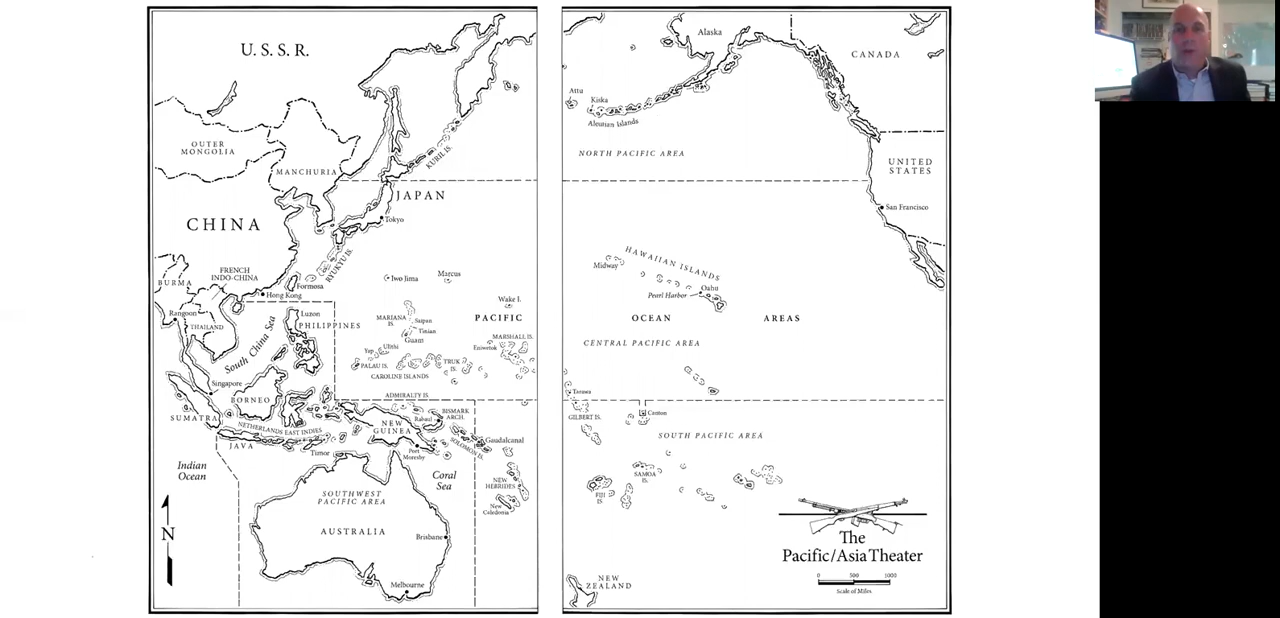 U.S.S.R.
OUTER
MONGOLIA
MANCHURIA
KURIL IS.
JAPAN
Tokyo
CHINA
RYUKYU IS.
FRENCH
INDO-CHINA
BURMA
Formosa
Hong Kong
Iwo Jima
Marcus
Rangoon
THAILAND
Luzon
PHILIPPINES
South China Sea
Wake I.
PACIFIC
MARIANA
IS.
Saipan
Tinian
Guam
MARSHALL IS.
Eniwetok
Yap
Ulithi
PALAU IS.
TRUK
IS.
CAROLINE ISLANDS
Singapore
BORNEO
SUMATRA
ADMIRALTY IS.
BISMARK
ARCH.
Rabaul
NEW
GUINEA
NETHERLANDS EAST INDIES
JAVA
Timor
Port
Moresby
SOLOMON IS.
Guadalcanal
Indian
Ocean
Coral
Sea
NEW
HEBRIDES
New
Caledonia
SOUTHWEST
PACIFIC AREA
AUSTRALIA
Brisbane
Melbourne
N
Alaska
CANADA
Attu
Kiska
Aleutian Islands
NORTH PACIFIC AREA
UNITED
STATES
San Francisco
HAWAIIAN ISLANDS
Midway
Oahu
Pearl Harbor
OCEAN
AREAS
CENTRAL PACIFIC AREA
Tarawa
GILBERT IS.
Canton
SOUTH PACIFIC AREA
SAMOA
IS.
FIJI
IS.
NEW
ZEALAND
The
Pacific/Asia Theater
0 500 1000
Scale of Miles